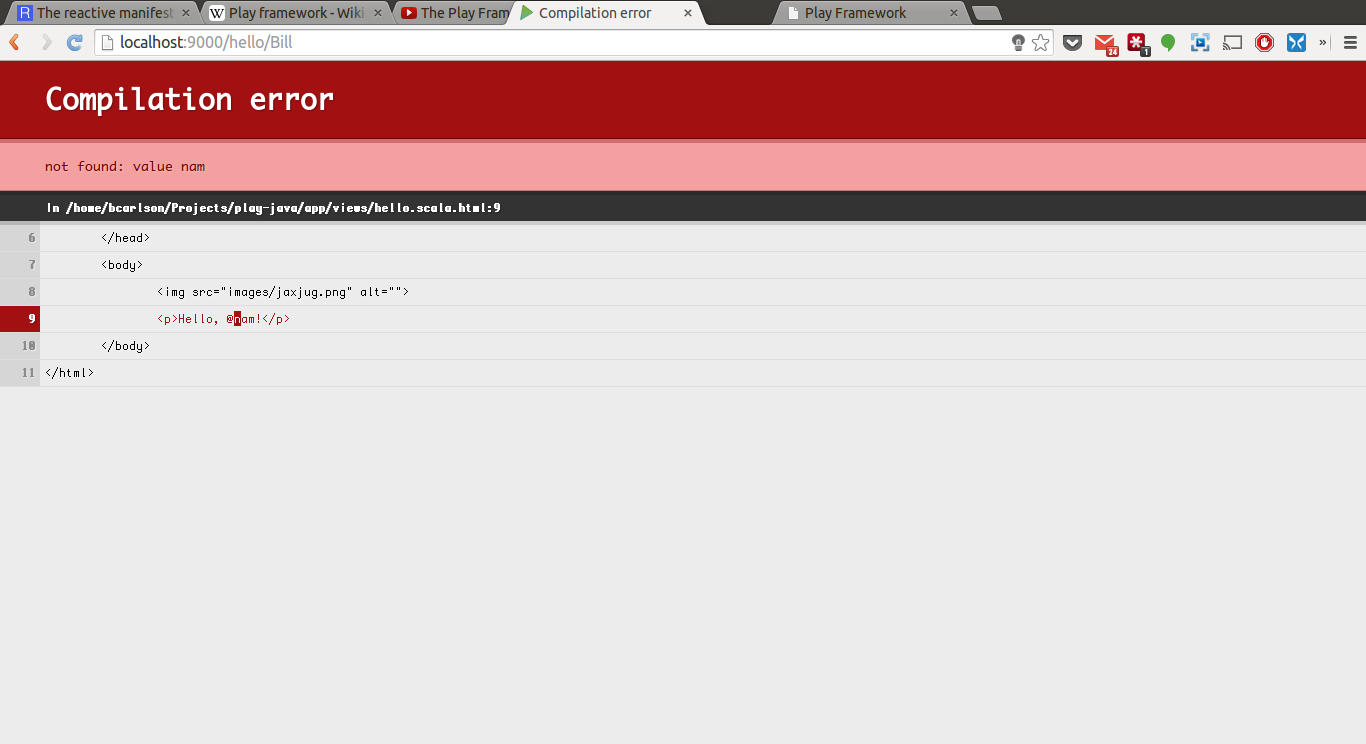 The reactive manifest
Play framework - Wiki
The Play Fram
Compilation error
Play Framework
localhost:9000/hello/Bill
24
1
»
Compilation error
not found: value nam
In /home/bcarlson/Projects/play-java/app/views/hello.scala.html:9
6 </head>
7 <body>
8 <img src="images/jaxjug.png" alt="">
9 <p>Hello, @nam!</p>
10 </body>
11 </html>